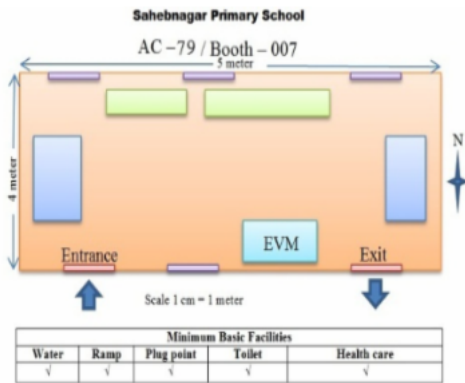 Sahebnagar Primary School
AC -79 / Booth – 007
5 meter
4 meter
N
EVM
Entrance
Exit
Scale 1 cm = 1 meter
Minimum Basic Facilities
Water Ramp Plug point Toilet Health care
√ √ √ √ √